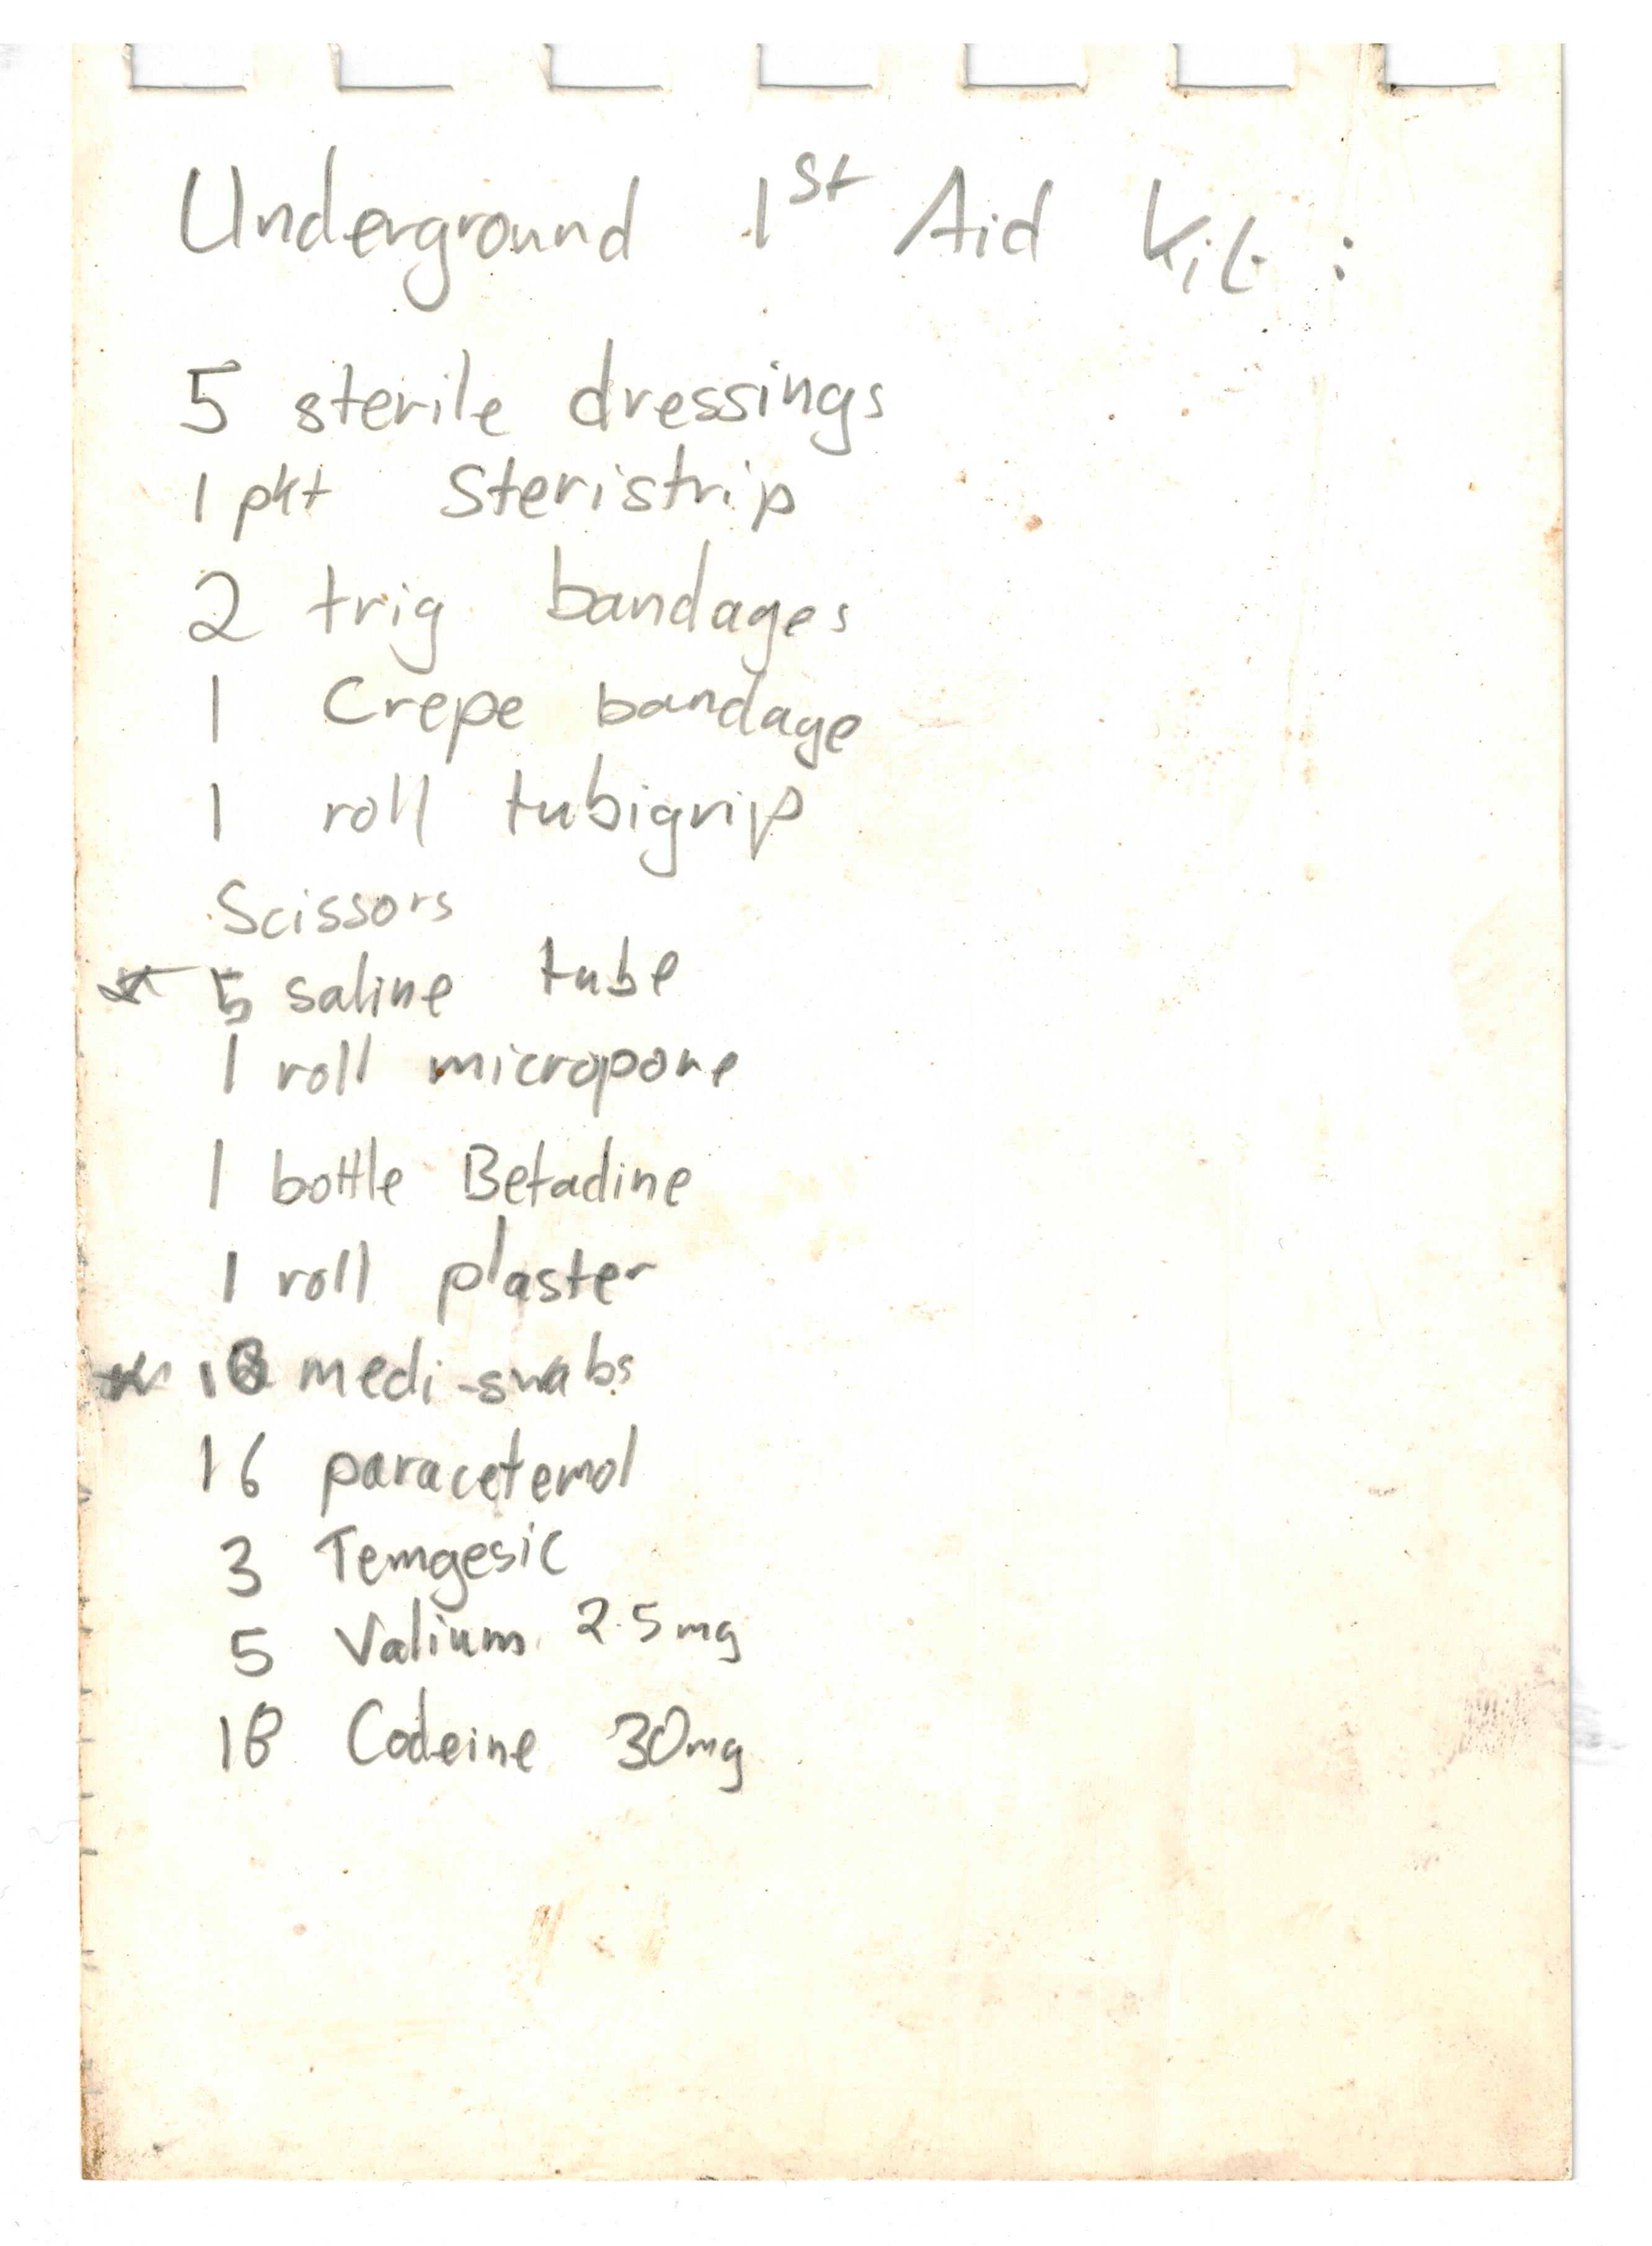 Underground 1st Aid Kit :
5 sterile dressings
1 pkt Steristrip
2 trig bandages
1 Crepe bandage
1 roll tubigrip
Scissors
* 5 saline tube
1 roll micropore
1 bottle Betadine
1 roll plaster
* medi-swabs
16 paracetemol
3 Temgesic
5 Valium 2.5mg
18 Codeine 30mg